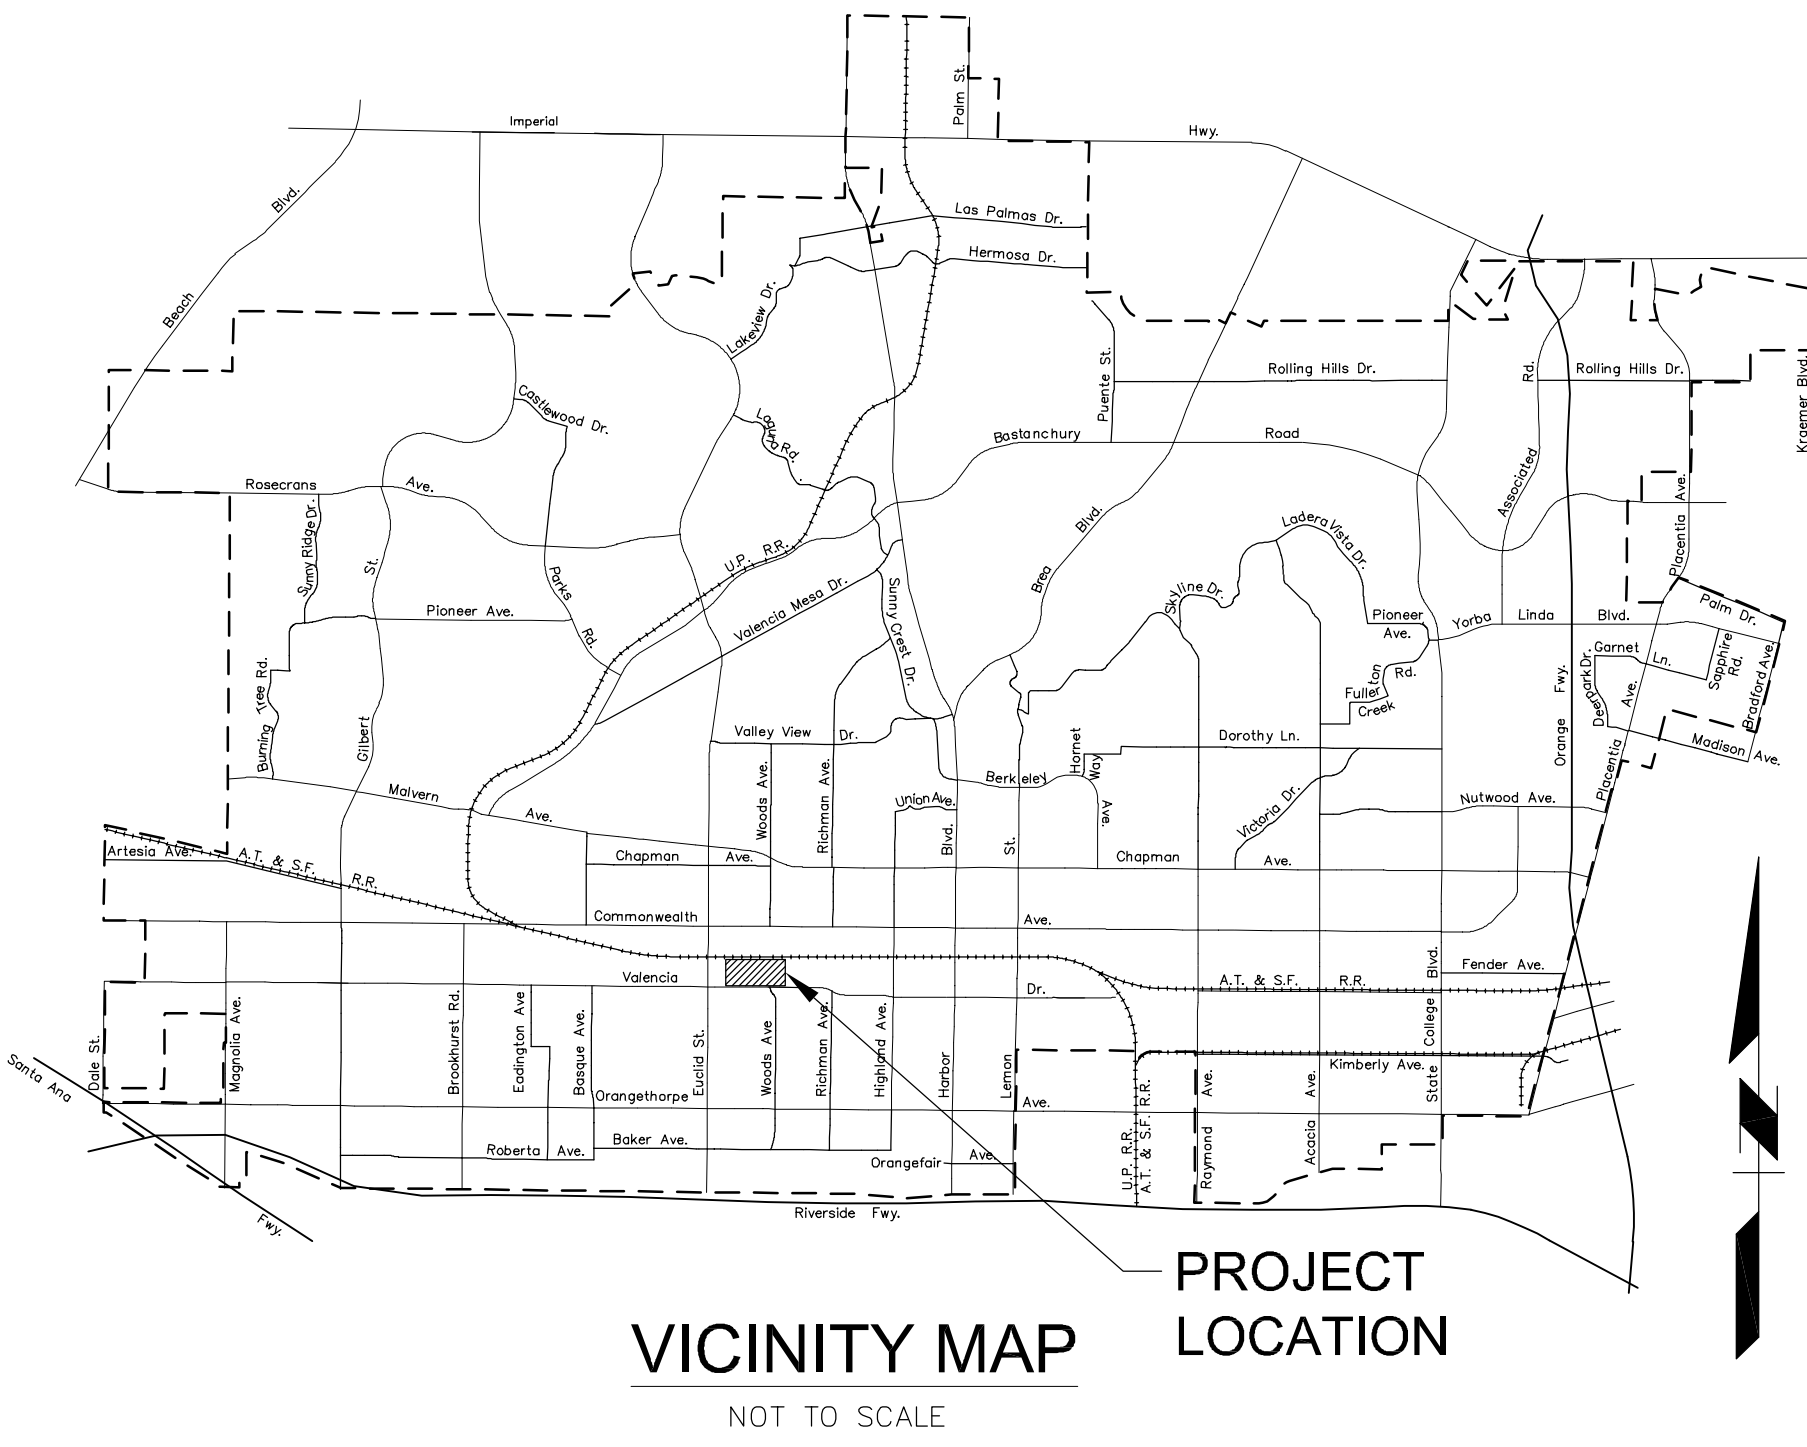 Palm St.
Imperial
Hwy.
Blvd.
Beach
Las Palmas Dr.
Hermosa Dr.
Lakeview Dr.
Puente St.
Rolling Hills Dr.
Rd.
Rolling Hills Dr.
Kraemer Blvd.
Castlewood Dr.
Laguna Rd.
Bastanchury
Road
Rosecrans
Ave.
Associated
Placentia Ave.
Sunny Ridge Dr.
St.
U.P. R.R.
Blvd.
Ladera Vista Dr.
Parks
Rd.
Valencia Mesa Dr.
Sunny Crest Dr.
Brea
Skyline Dr.
Pioneer Ave.
Pioneer
Ave.
Yorba
Linda
Blvd.
Palm Dr.
Garnet
Ln.
Sapphire
Rd.
Bradford Ave.
Deerpark Dr.
Burning Tree Rd.
Fullerton
Rd.
Creek
Orange
Fwy.
Ave.
Placentia
Madison Ave.
Gilbert
Valley View
Dr.
Hornet
Way
Dorothy Ln.
Berkeley
Ave.
Malvern
Ave.
Woods Ave.
Richman Ave.
Union Ave.
Blvd.
St.
Victoria Dr.
Nutwood Ave.
Artesia Ave.
A.T. & S.F.
R.R.
Chapman
Ave.
Chapman
Ave.
Commonwealth
Ave.
Valencia
Dr.
A.T. & S.F.
R.R.
Fender Ave.
Dale St.
Magnolia Ave.
Brookhurst Rd.
Eadington Ave
Basque Ave.
Euclid St.
Woods Ave
Richman Ave.
Highland Ave.
Harbor
Lemon
State College Blvd.
Kimberly Ave.
Santa Ana
Fwy.
Orangethorpe
Ave.
U.P. R.R.
A.T. & S.F. R.R.
Raymond
Ave.
Acacia
Ave.
Roberta Ave.
Baker Ave.
Orangefair
Ave.
Riverside Fwy.
PROJECT
LOCATION
VICINITY MAP
NOT TO SCALE